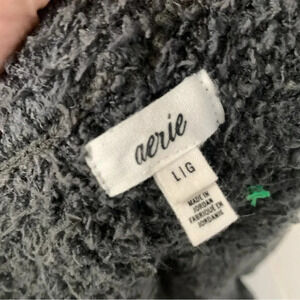 aerie
L|G
MADE IN
JORDAN
FABRIQUÉ EN
JORDANIE